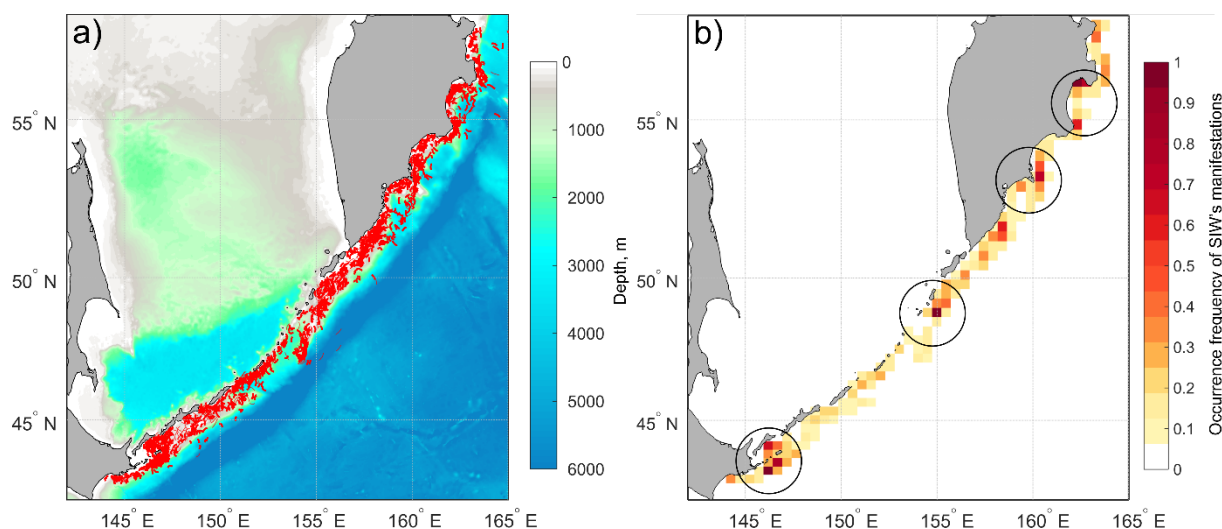 a)
55° N
50° N
45° N
145° E
150° E
155° E
160° E
165° E
0
1000
2000
3000
4000
5000
6000
Depth, m
b)
55° N
50° N
45° N
145° E
150° E
155° E
160° E
165° E
1
0.9
0.8
0.7
0.6
0.5
0.4
0.3
0.2
0.1
0
Occurrence frequency of SIW's manifestations